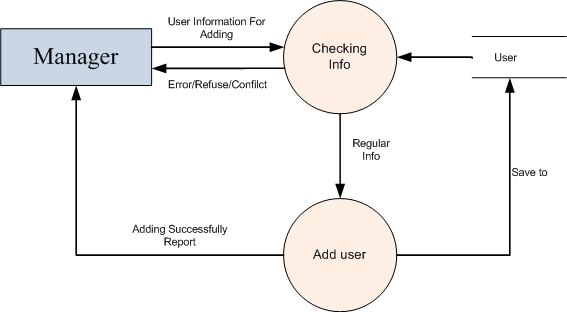 User Information For
Adding
Manager
Checking
Info
User
Error/Refuse/Confilct
Regular
Info
Save to
Adding Successfully
Report
Add user